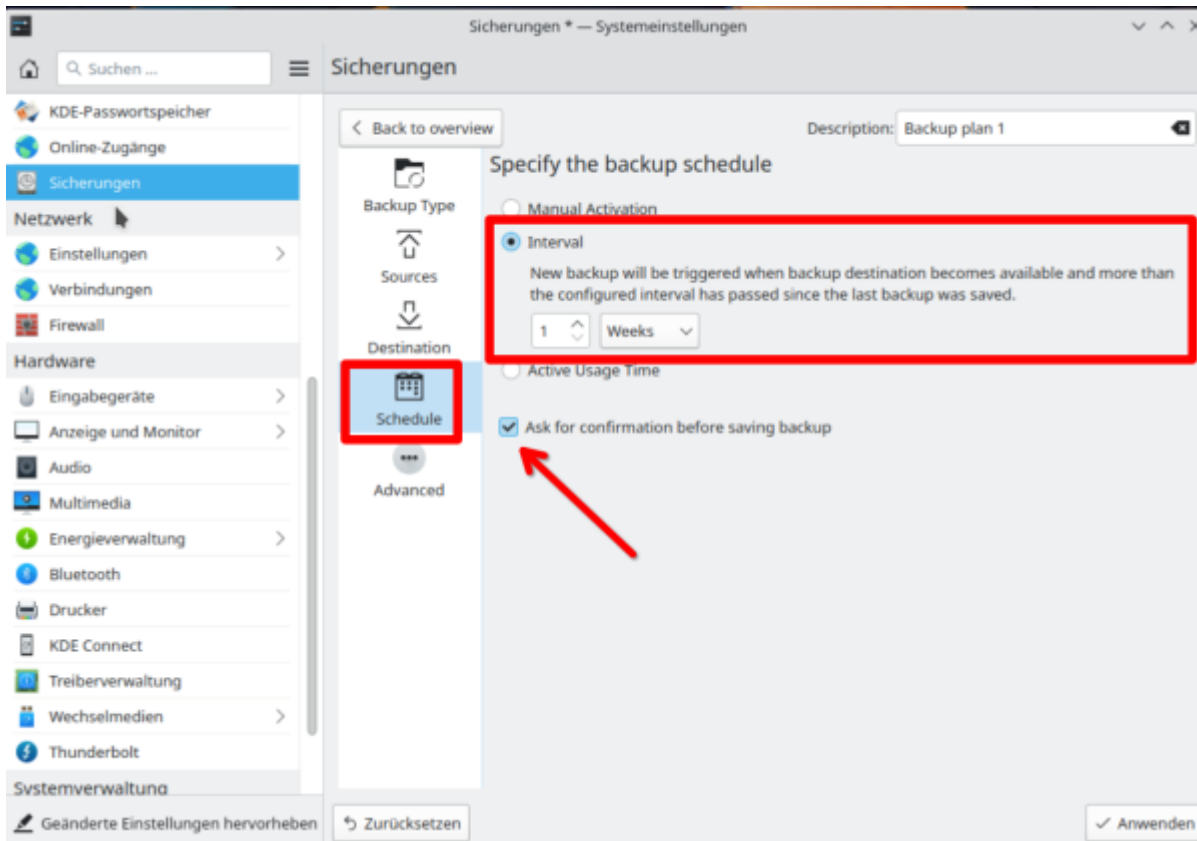 Sicherungen * — Systemeinstellungen
Suchen ...
Sicherungen
KDE-Passwortspeicher
Online-Zugänge
Sicherungen
Netzwerk
Einstellungen
Verbindungen
Firewall
Hardware
Eingabegeräte
Anzeige und Monitor
Audio
Multimedia
Energieverwaltung
Bluetooth
Drucker
KDE Connect
Treiberverwaltung
Wechselmedien
Thunderbolt
Systemverwaltung
Geänderte Einstellungen hervorheben
Back to overview
Description: Backup plan 1
Backup Type
Sources
Destination
Schedule
Advanced
Specify the backup schedule
Manual Activation
Interval
New backup will be triggered when backup destination becomes available and more than
the configured interval has passed since the last backup was saved.
1 Weeks
Active Usage Time
Ask for confirmation before saving backup
Zurücksetzen
Anwenden